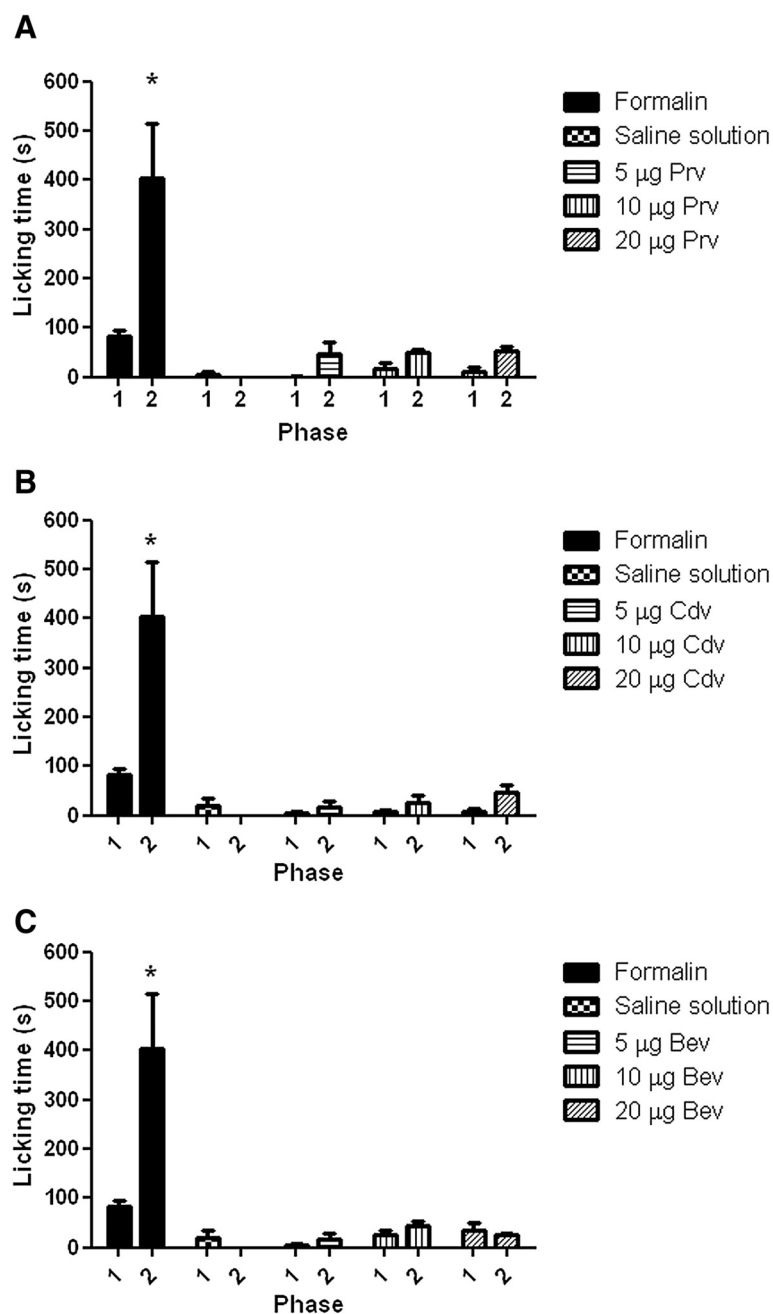 A
Licking time (s)
600
500
400
300
200
100
0
*
1 2 1 2 1 2 1 2 1 2
Phase
Formalin
Saline solution
5 μg Prv
10 μg Prv
20 μg Prv
B
Licking time (s)
600
500
400
300
200
100
0
*
1 2 1 2 1 2 1 2 1 2
Phase
Formalin
Saline solution
5 μg Cdv
10 μg Cdv
20 μg Cdv
C
Licking time (s)
600
500
400
300
200
100
0
*
1 2 1 2 1 2 1 2 1 2
Phase
Formalin
Saline solution
5 μg Bev
10 μg Bev
20 μg Bev